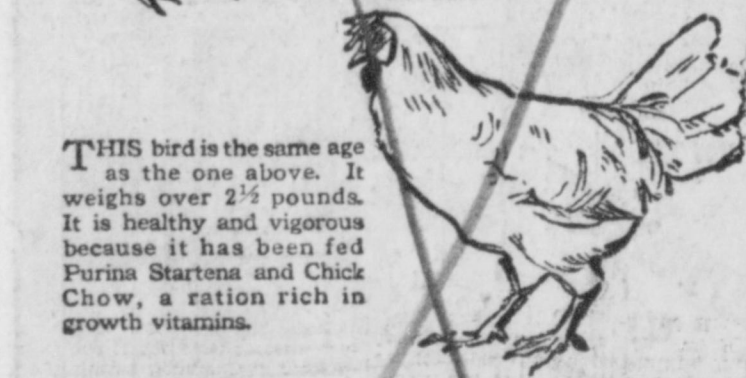 THIS bird is the same age
as the one above. It
weighs over 2½ pounds.
It is healthy and vigorous
because it has been fed
Purina Startena and Chick
Chow, a ration rich in
growth vitamins.